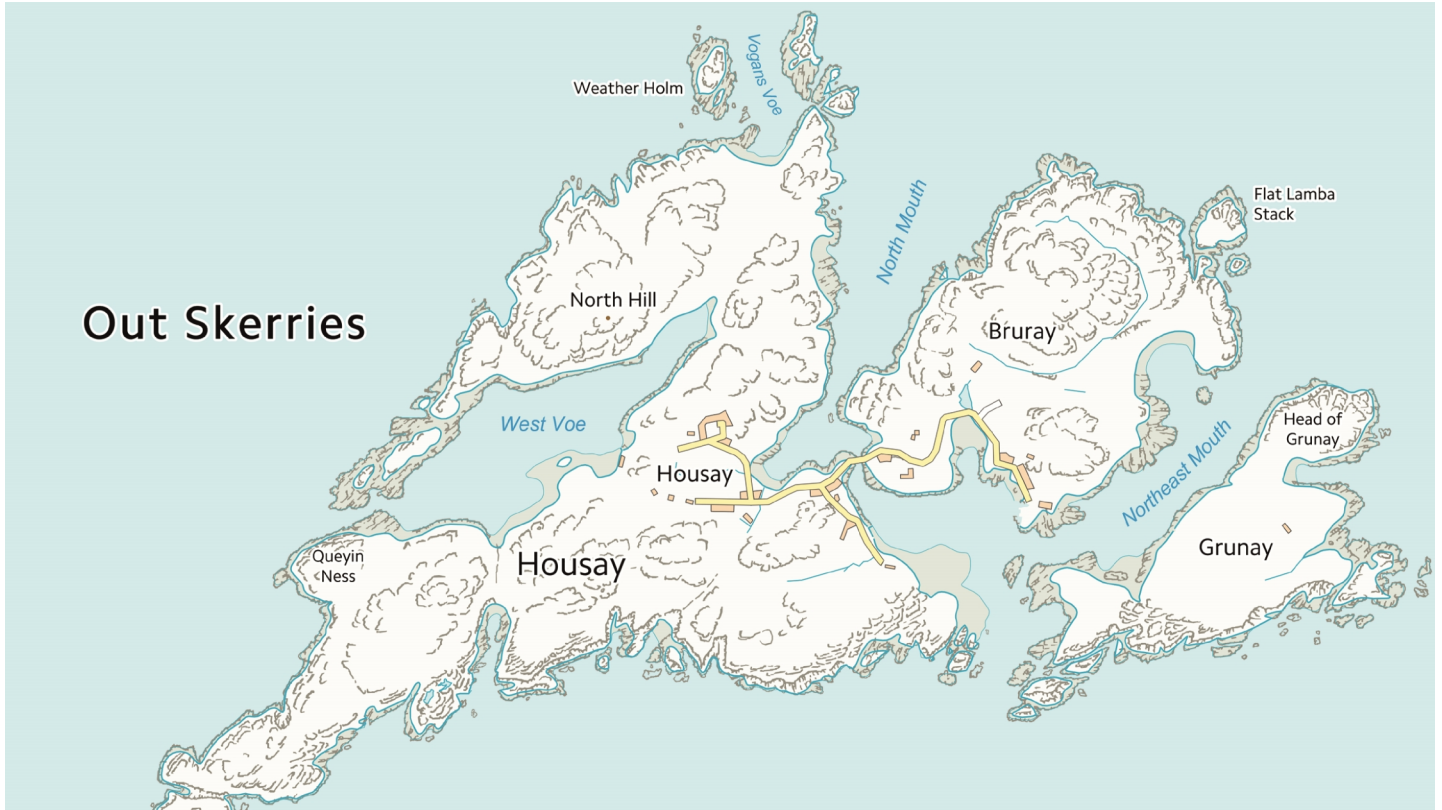 Vogans Voe
Weather Holm
Flat Lamba
Stack
North Mouth
North Hill
Out Skerries
Bruray
West Voe
Head of
Grunay
Housay
Northeast Mouth
Queyin
Ness
Housay
Grunay